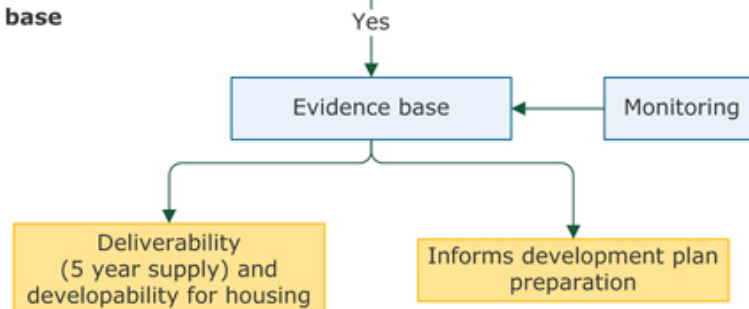 base
Yes
Evidence base
Monitoring
Deliverability
(5 year supply) and
developability for housing
Informs development plan
preparation